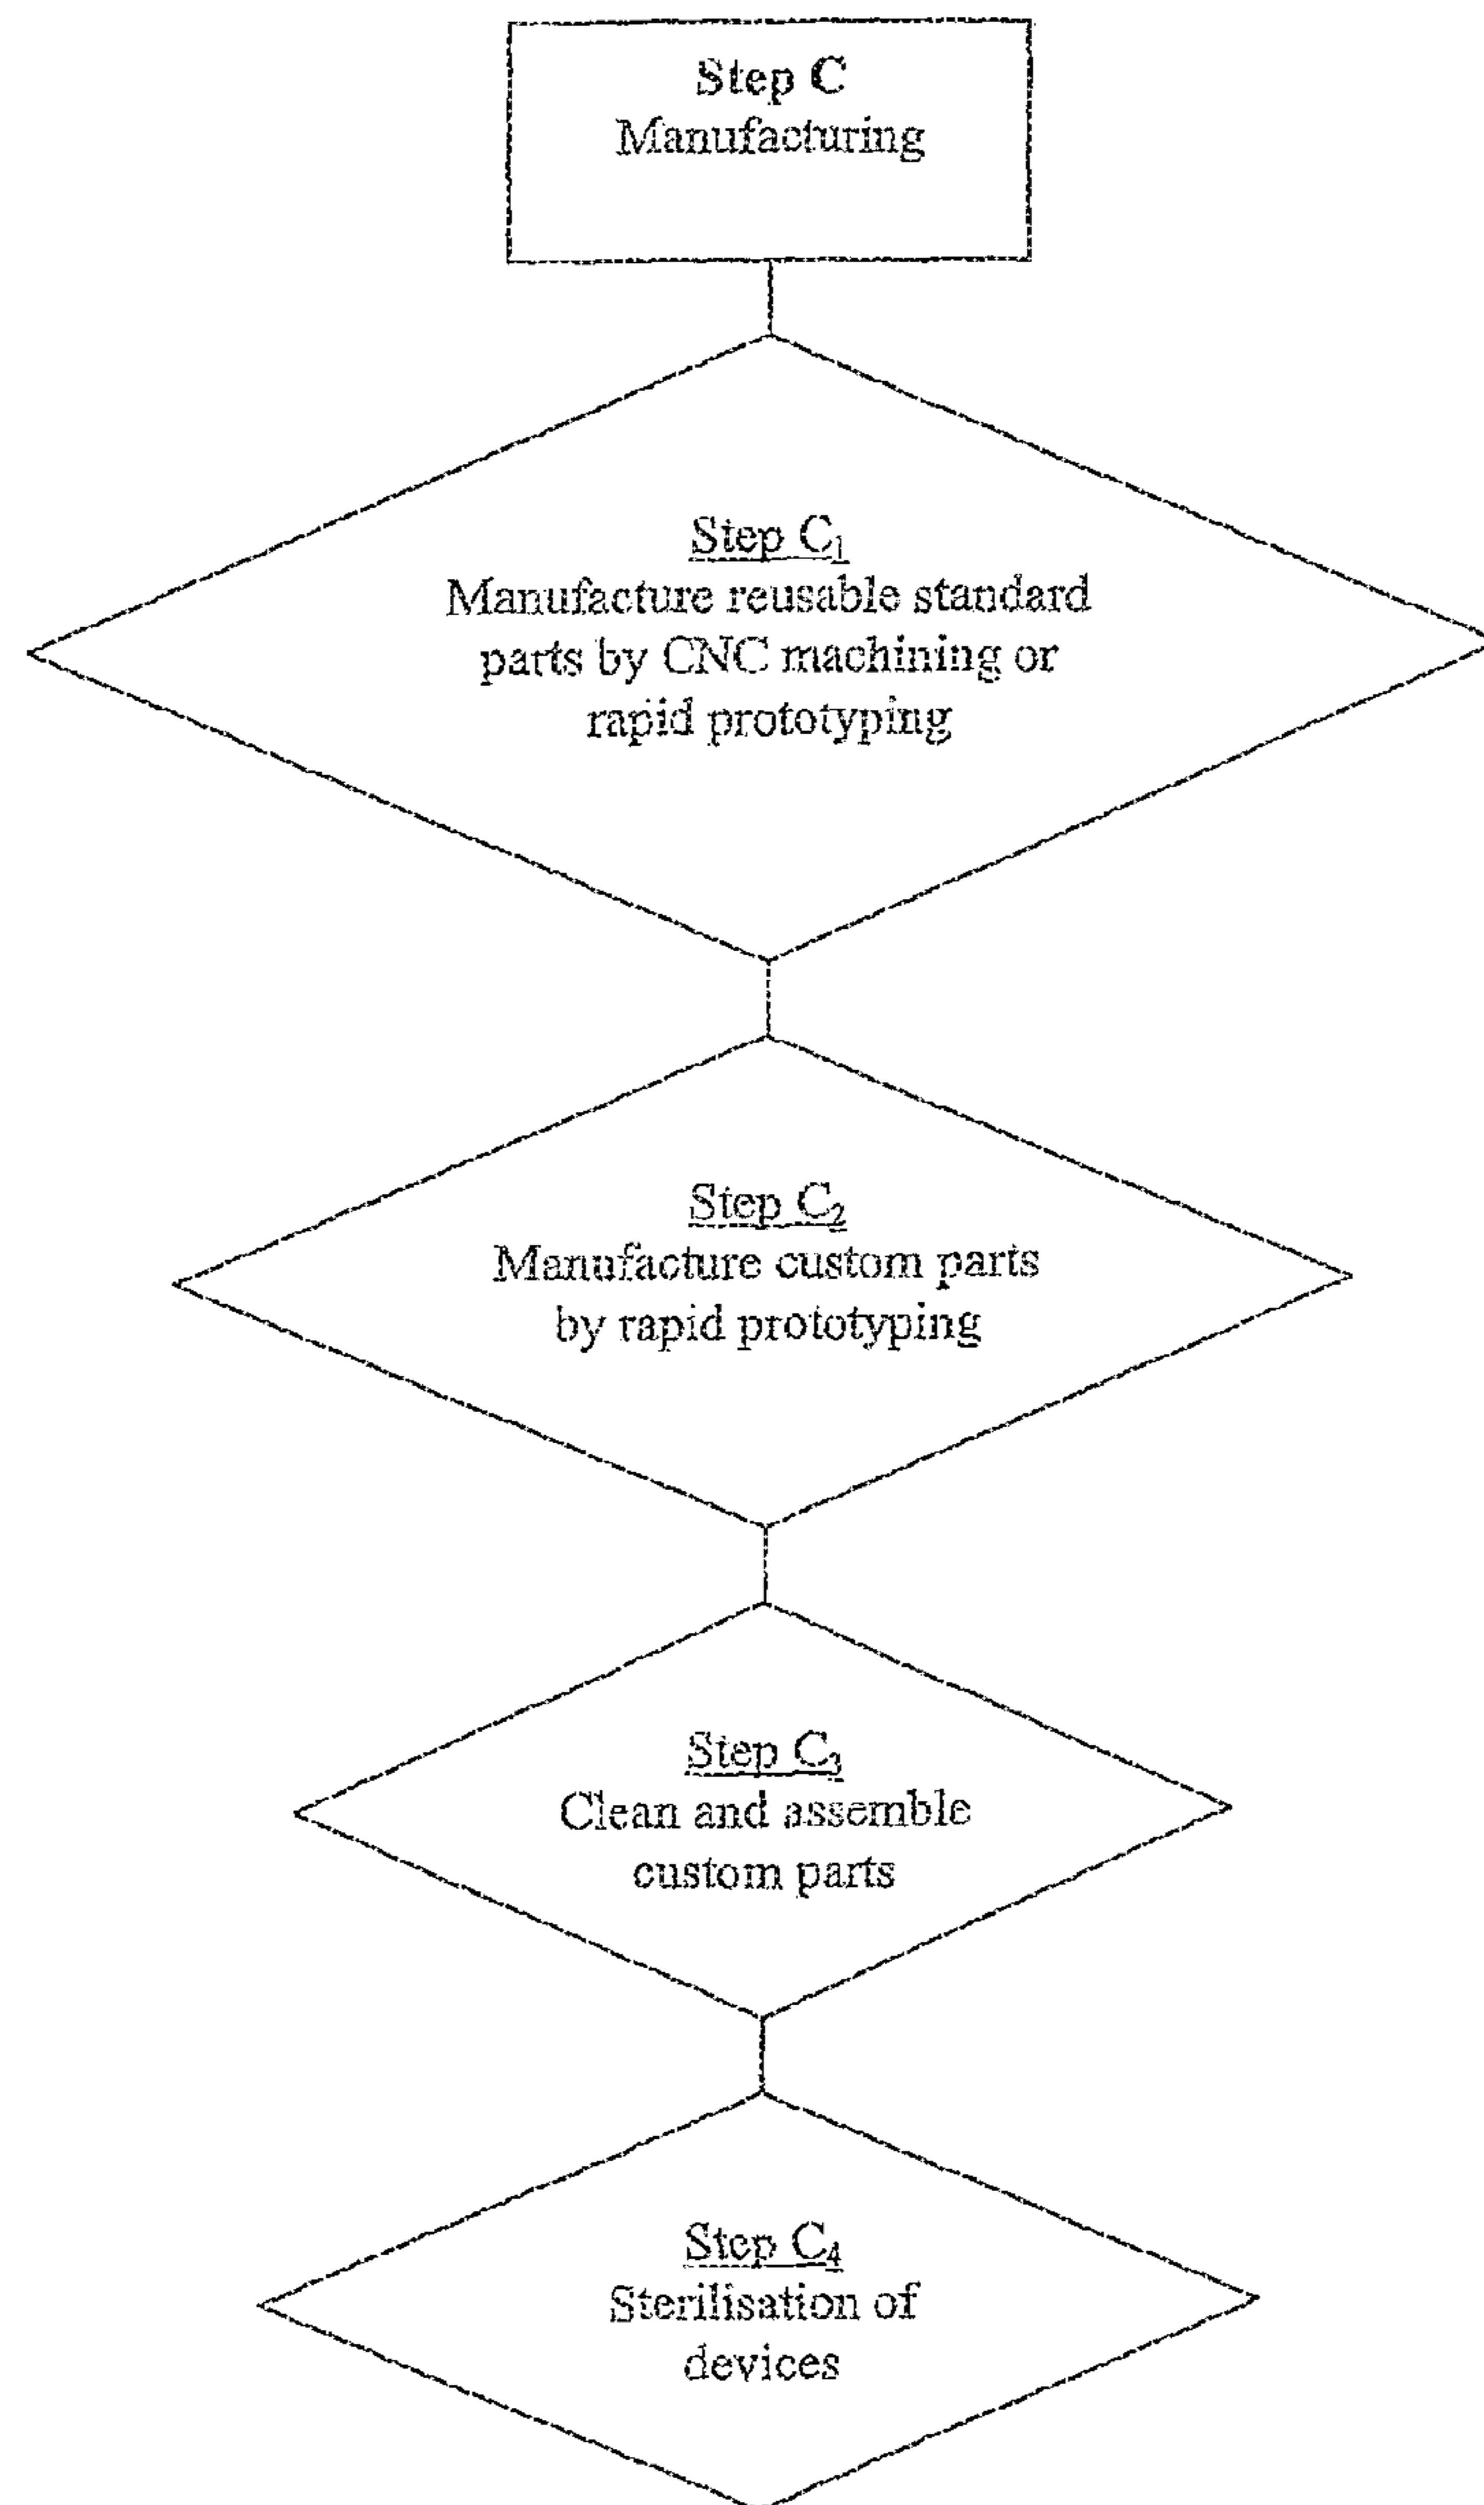 Step C
Manufacturing
Step C₁
Manufacture reusable standard
parts by CNC machining or
rapid prototyping
Step C₂
Manufacture custom parts
by rapid prototyping
Step C₃
Clean and assemble
custom parts
Step C₄
Sterilisation of
devices